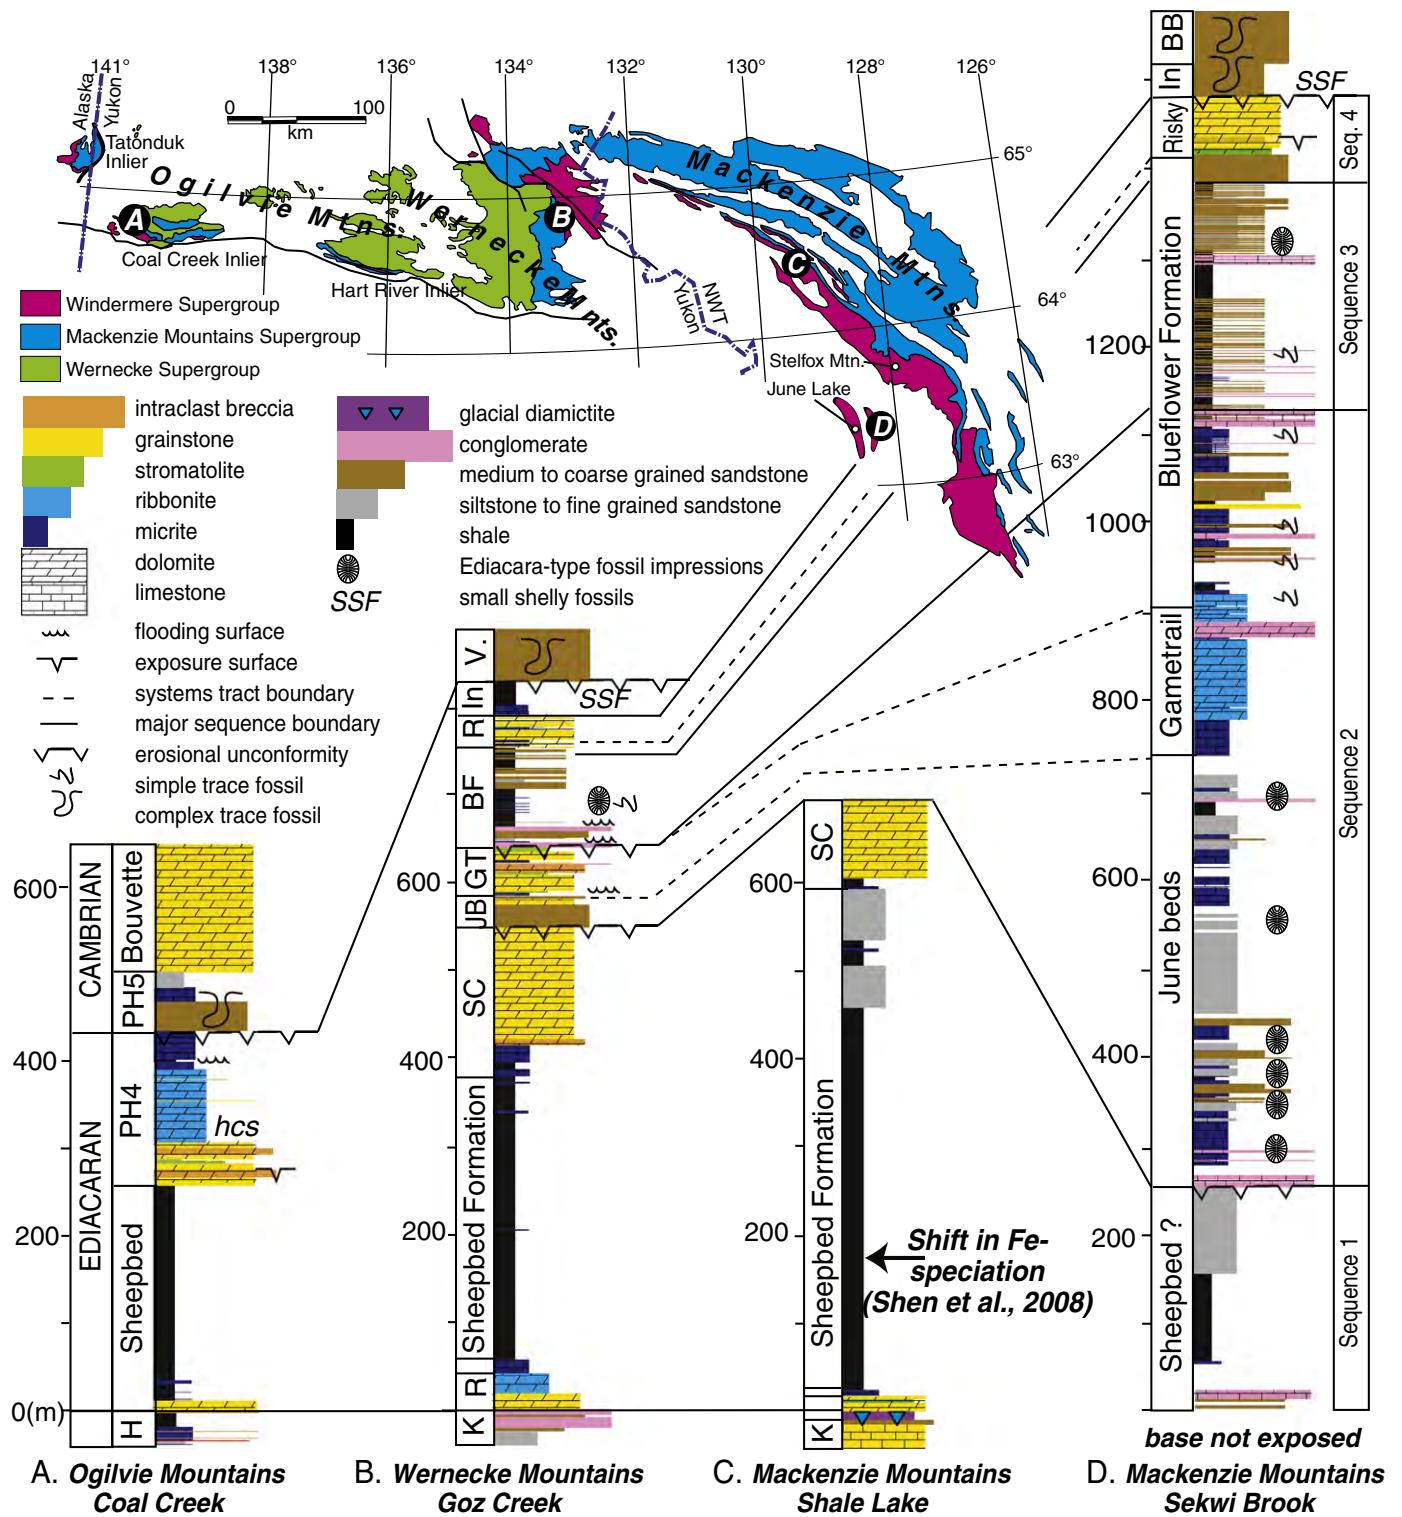 141°
138°
136°
134°
132°
130°
128°
126°
Alaska
Yukon
0
100
km
Tatonduk
Inlier
Ogilvie Mtns.
Wernecke Mnts.
Mackenzie Mtns.
65°
64°
63°
A
B
C
D
Coal Creek Inlier
Hart River Inlier
Yukon
NWT
Stelfox Mtn.
June Lake
Windermere Supergroup
Mackenzie Mountains Supergroup
Wernecke Supergroup
intraclast breccia
grainstone
stromatolite
ribbonite
micrite
dolomite
limestone
flooding surface
exposure surface
systems tract boundary
major sequence boundary
erosional unconformity
simple trace fossil
complex trace fossil
glacial diamictite
conglomerate
medium to coarse grained sandstone
siltstone to fine grained sandstone
shale
Ediacara-type fossil impressions
SSF
small shelly fossils
600
400
200
0(m)
CAMBRIAN
EDIACARAN
Bouvette
PH5
PH4
Sheepbed
H
hcs
A. Ogilvie Mountains
Coal Creek
600
400
200
V.
In
R
BF
GT
JB
SC
Sheepbed Formation
R
K
SSF
B. Wernecke Mountains
Goz Creek
600
400
200
SC
Sheepbed Formation
K
Shift in Fe-
speciation
(Shen et al., 2008)
C. Mackenzie Mountains
Shale Lake
1200
1000
800
600
400
200
BB
In
Risky
Blueflower Formation
Gametrail
June beds
Sheepbed ?
SSF
Seq. 4
Sequence 3
Sequence 2
Sequence 1
base not exposed
D. Mackenzie Mountains
Sekwi Brook